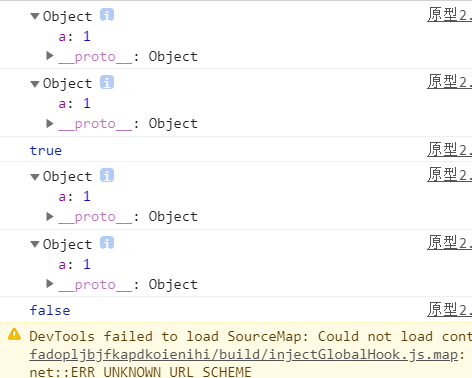 Object i 原型2.
a: 1
__proto__: Object
Object i 原型2.
a: 1
__proto__: Object
true 原型2.
Object i 原型2.
a: 1
__proto__: Object
Object i 原型2.
a: 1
__proto__: Object
false 原型2.
DevTools failed to load SourceMap: Could not load cont
fadopljbjfkapdkoienihi/build/injectGlobalHook.js.map:
net::ERR_UNKNOWN_URL_SCHEME